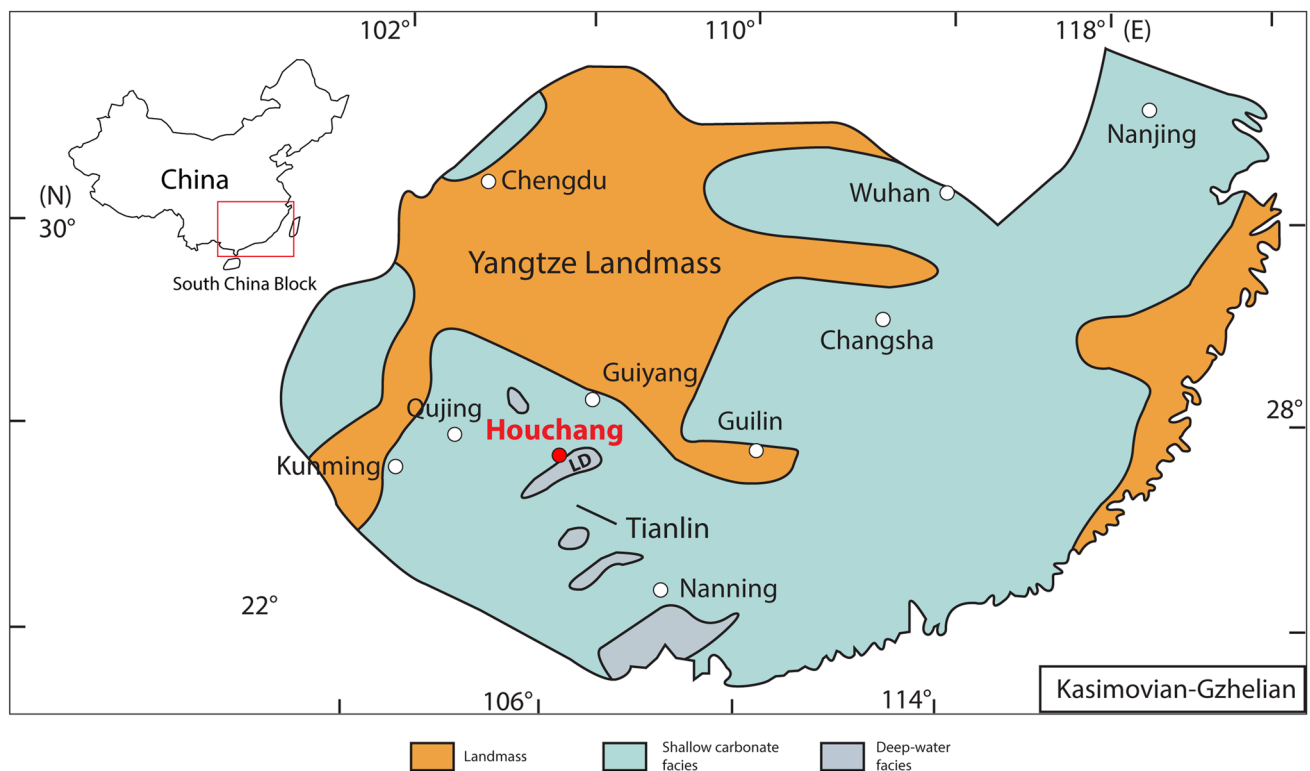 102°
110°
118° (E)
Nanjing
China
Chengdu
Wuhan
(N)
30°
Yangtze Landmass
South China Block
Changsha
Guiyang
Qujing
28°
Guilin
Houchang
LD
Kunming
Tianlin
Nanning
22°
Kasimovian-Gzhelian
106°
114°
Landmass
Shallow carbonate
facies
Deep-water
facies